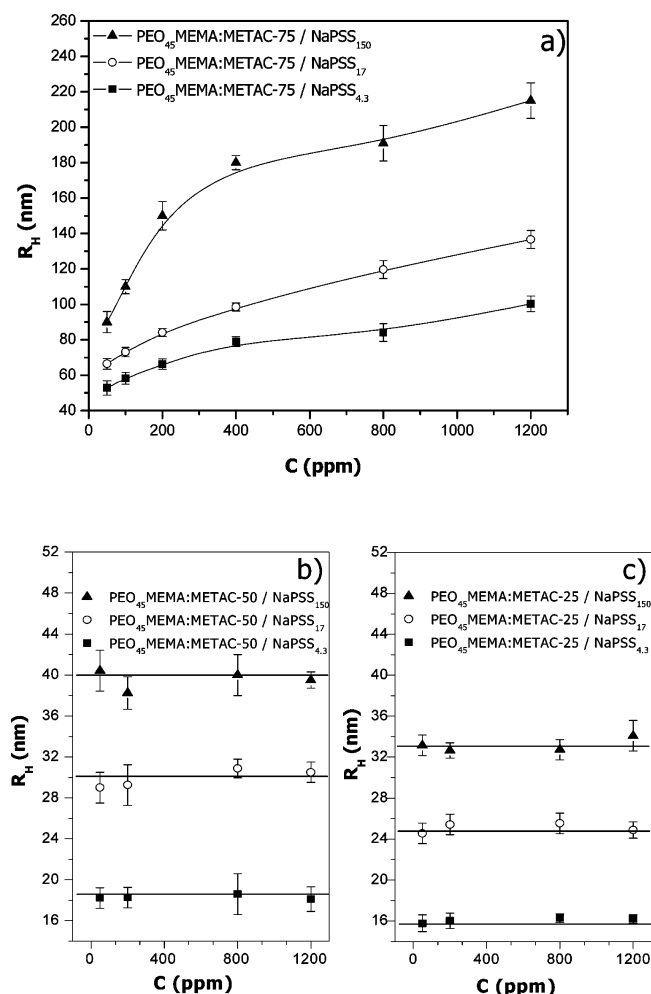 a)
PEO₄₅MEMA:METAC-75 / NaPSS₁₅₀
PEO₄₅MEMA:METAC-75 / NaPSS₁₇
PEO₄₅MEMA:METAC-75 / NaPSS₄.₃
260
240
220
200
180
160
140
120
100
80
60
40
R_H (nm)
0 200 400 600 800 1000 1200
C (ppm)
b)
PEO₄₅MEMA:METAC-50 / NaPSS₁₅₀
PEO₄₅MEMA:METAC-50 / NaPSS₁₇
PEO₄₅MEMA:METAC-50 / NaPSS₄.₃
52
48
44
40
36
32
28
24
20
16
R_H (nm)
0 400 800 1200
C (ppm)
c)
PEO₄₅MEMA:METAC-25 / NaPSS₁₅₀
PEO₄₅MEMA:METAC-25 / NaPSS₁₇
PEO₄₅MEMA:METAC-25 / NaPSS₄.₃
52
48
44
40
36
32
28
24
20
16
R_H (nm)
0 400 800 1200
C (ppm)